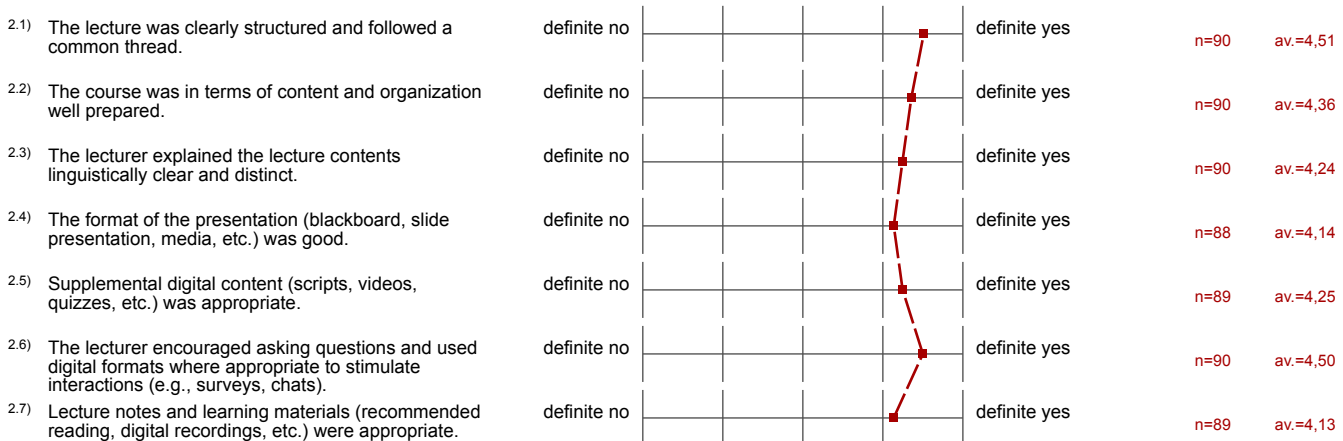 2.1) The lecture was clearly structured and followed a
common thread.
definite no
definite yes
n=90
av.=4,51
2.2) The course was in terms of content and organization
well prepared.
definite no
definite yes
n=90
av.=4,36
2.3) The lecturer explained the lecture contents
linguistically clear and distinct.
definite no
definite yes
n=90
av.=4,24
2.4) The format of the presentation (blackboard, slide
presentation, media, etc.) was good.
definite no
definite yes
n=88
av.=4,14
2.5) Supplemental digital content (scripts, videos,
quizzes, etc.) was appropriate.
definite no
definite yes
n=89
av.=4,25
2.6) The lecturer encouraged asking questions and used
digital formats where appropriate to stimulate
interactions (e.g., surveys, chats).
definite no
definite yes
n=90
av.=4,50
2.7) Lecture notes and learning materials (recommended
reading, digital recordings, etc.) were appropriate.
definite no
definite yes
n=89
av.=4,13